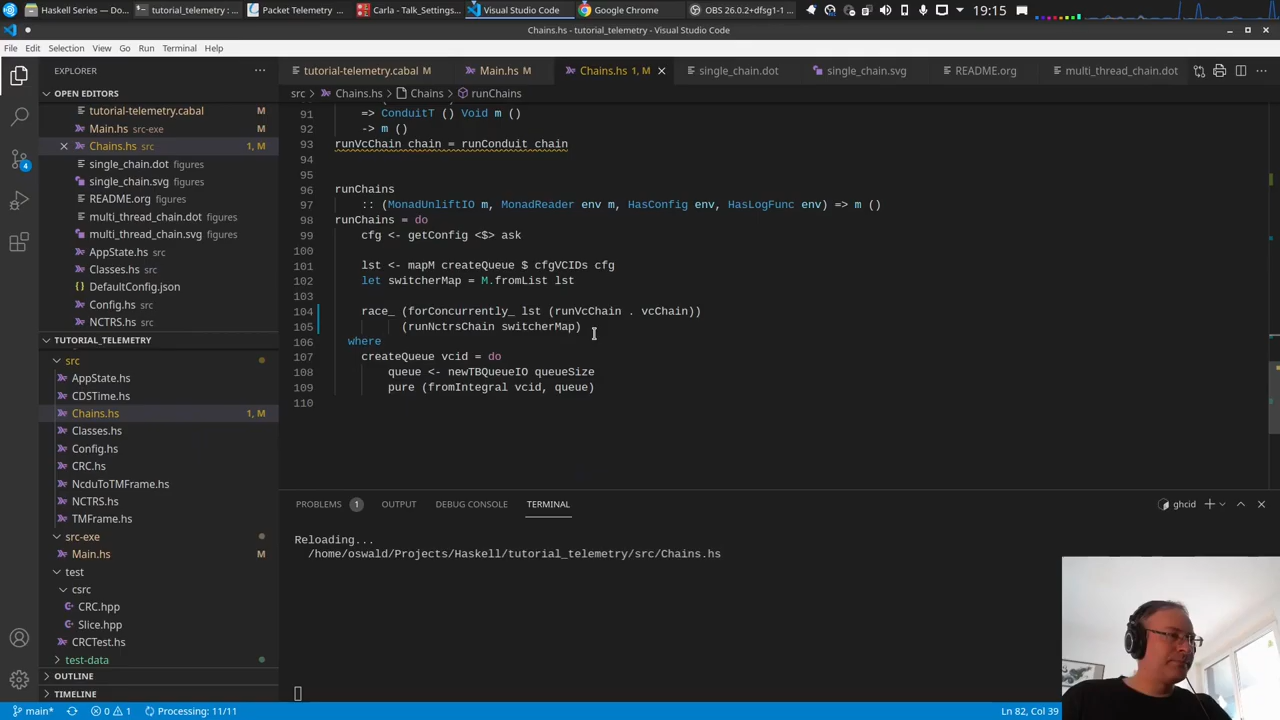 Haskell Series — Do...
tutorial_telemetry : ...
Packet Telemetry ...
Carla - Talk_Settings...
Visual Studio Code
Google Chrome
OBS 26.0.2+dfsg1-1 ...
19:15
Chains.hs - tutorial_telemetry - Visual Studio Code
File Edit Selection View Go Run Terminal Help
EXPLORER
tutorial-telemetry.cabal M
Main.hs M
Chains.hs 1, M
single_chain.dot
single_chain.svg
README.org
multi_thread_chain.dot
src > Chains.hs > Chains > runChains
OPEN EDITORS
tutorial-telemetry.cabal M
Main.hs src-exe M
Chains.hs src 1, M
single_chain.dot figures
single_chain.svg figures
README.org figures
multi_thread_chain.dot figures
multi_thread_chain.svg figures
AppState.hs src
Classes.hs src
DefaultConfig.json
Config.hs src
NCTRS.hs src
4
TUTORIAL_TELEMETRY
src
AppState.hs
CDSTime.hs
Chains.hs 1, M
Classes.hs
Config.hs
CRC.hs
NcduToTMFrame.hs
NCTRS.hs
TMFrame.hs
src-exe
Main.hs M
test
csrc
CRC.hpp
Slice.hpp
CRCTest.hs
test-data
OUTLINE
TIMELINE
91 => ConduitT () Void m ()
92 -> m ()
93 runVcChain chain = runConduit chain
94
95
96 runChains
97 :: (MonadUnliftIO m, MonadReader env m, HasConfig env, HasLogFunc env) => m ()
98 runChains = do
99 cfg <- getConfig <$> ask
100
101 lst <- mapM createQueue $ cfgVCIDs cfg
102 let switcherMap = M.fromList lst
103
104 race_ (forConcurrently_ lst (runVcChain . vcChain))
105 (runNctrsChain switcherMap)
106 where
107 createQueue vcid = do
108 queue <- newTBQueueIO queueSize
109 pure (fromIntegral vcid, queue)
110
PROBLEMS 1 OUTPUT DEBUG CONSOLE TERMINAL
ghcid
Reloading...
/home/oswald/Projects/Haskell/tutorial_telemetry/src/Chains.hs
main* 0 1 Processing: 11/11
Ln 82, Col 39